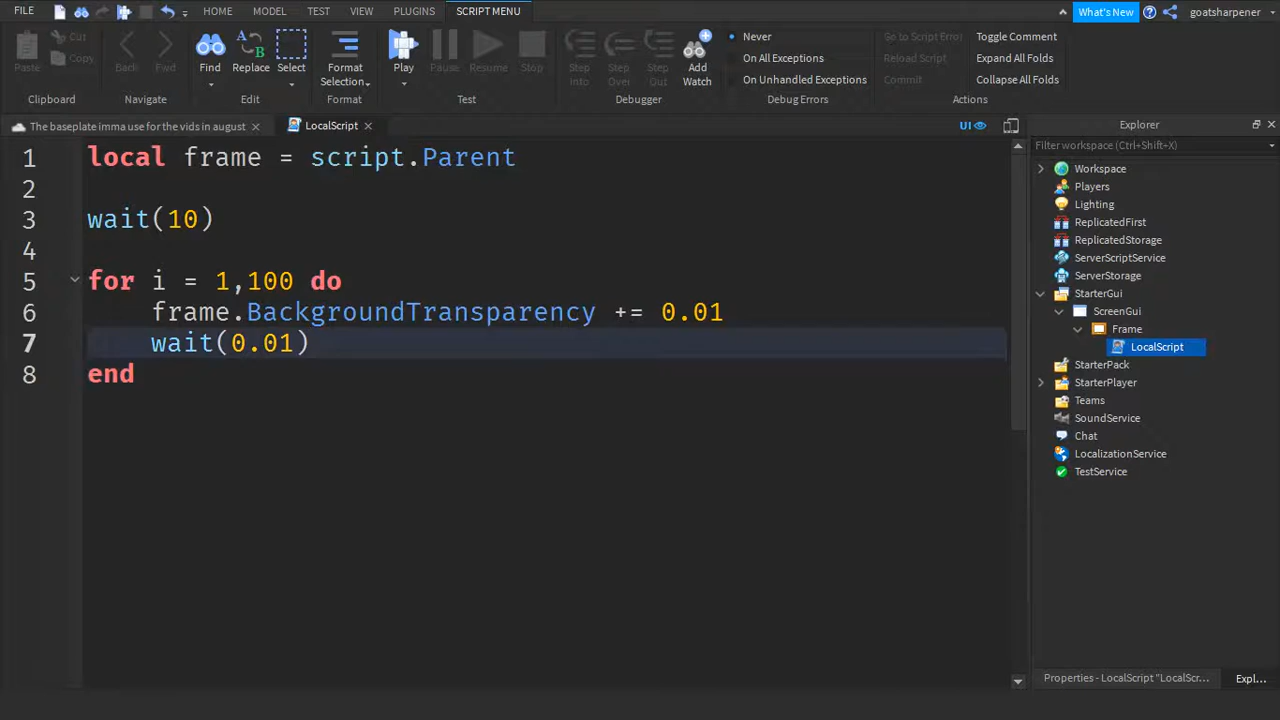 FILE HOME MODEL TEST VIEW PLUGINS SCRIPT MENU What's New goatsharpener
Paste Cut Copy Back Fwd Find Replace Select Format Selection Play Pause Resume Stop Step Into Step Over Step Out Add Watch Never On All Exceptions On Unhandled Exceptions Go to Script Error Reload Script Commit Toggle Comment Expand All Folds Collapse All Folds
Clipboard Navigate Edit Format Test Debugger Debug Errors Actions
The baseplate imma use for the vids in august LocalScript UI Explorer
Filter workspace (Ctrl+Shift+X)
1 local frame = script.Parent
2
3 wait(10)
4
5 for i = 1,100 do
6 frame.BackgroundTransparency += 0.01
7 wait(0.01)
8 end
Workspace
Players
Lighting
ReplicatedFirst
ReplicatedStorage
ServerScriptService
ServerStorage
StarterGui
ScreenGui
Frame
LocalScript
StarterPack
StarterPlayer
Teams
SoundService
Chat
LocalizationService
TestService
Properties - LocalScript "LocalScr... Expl...